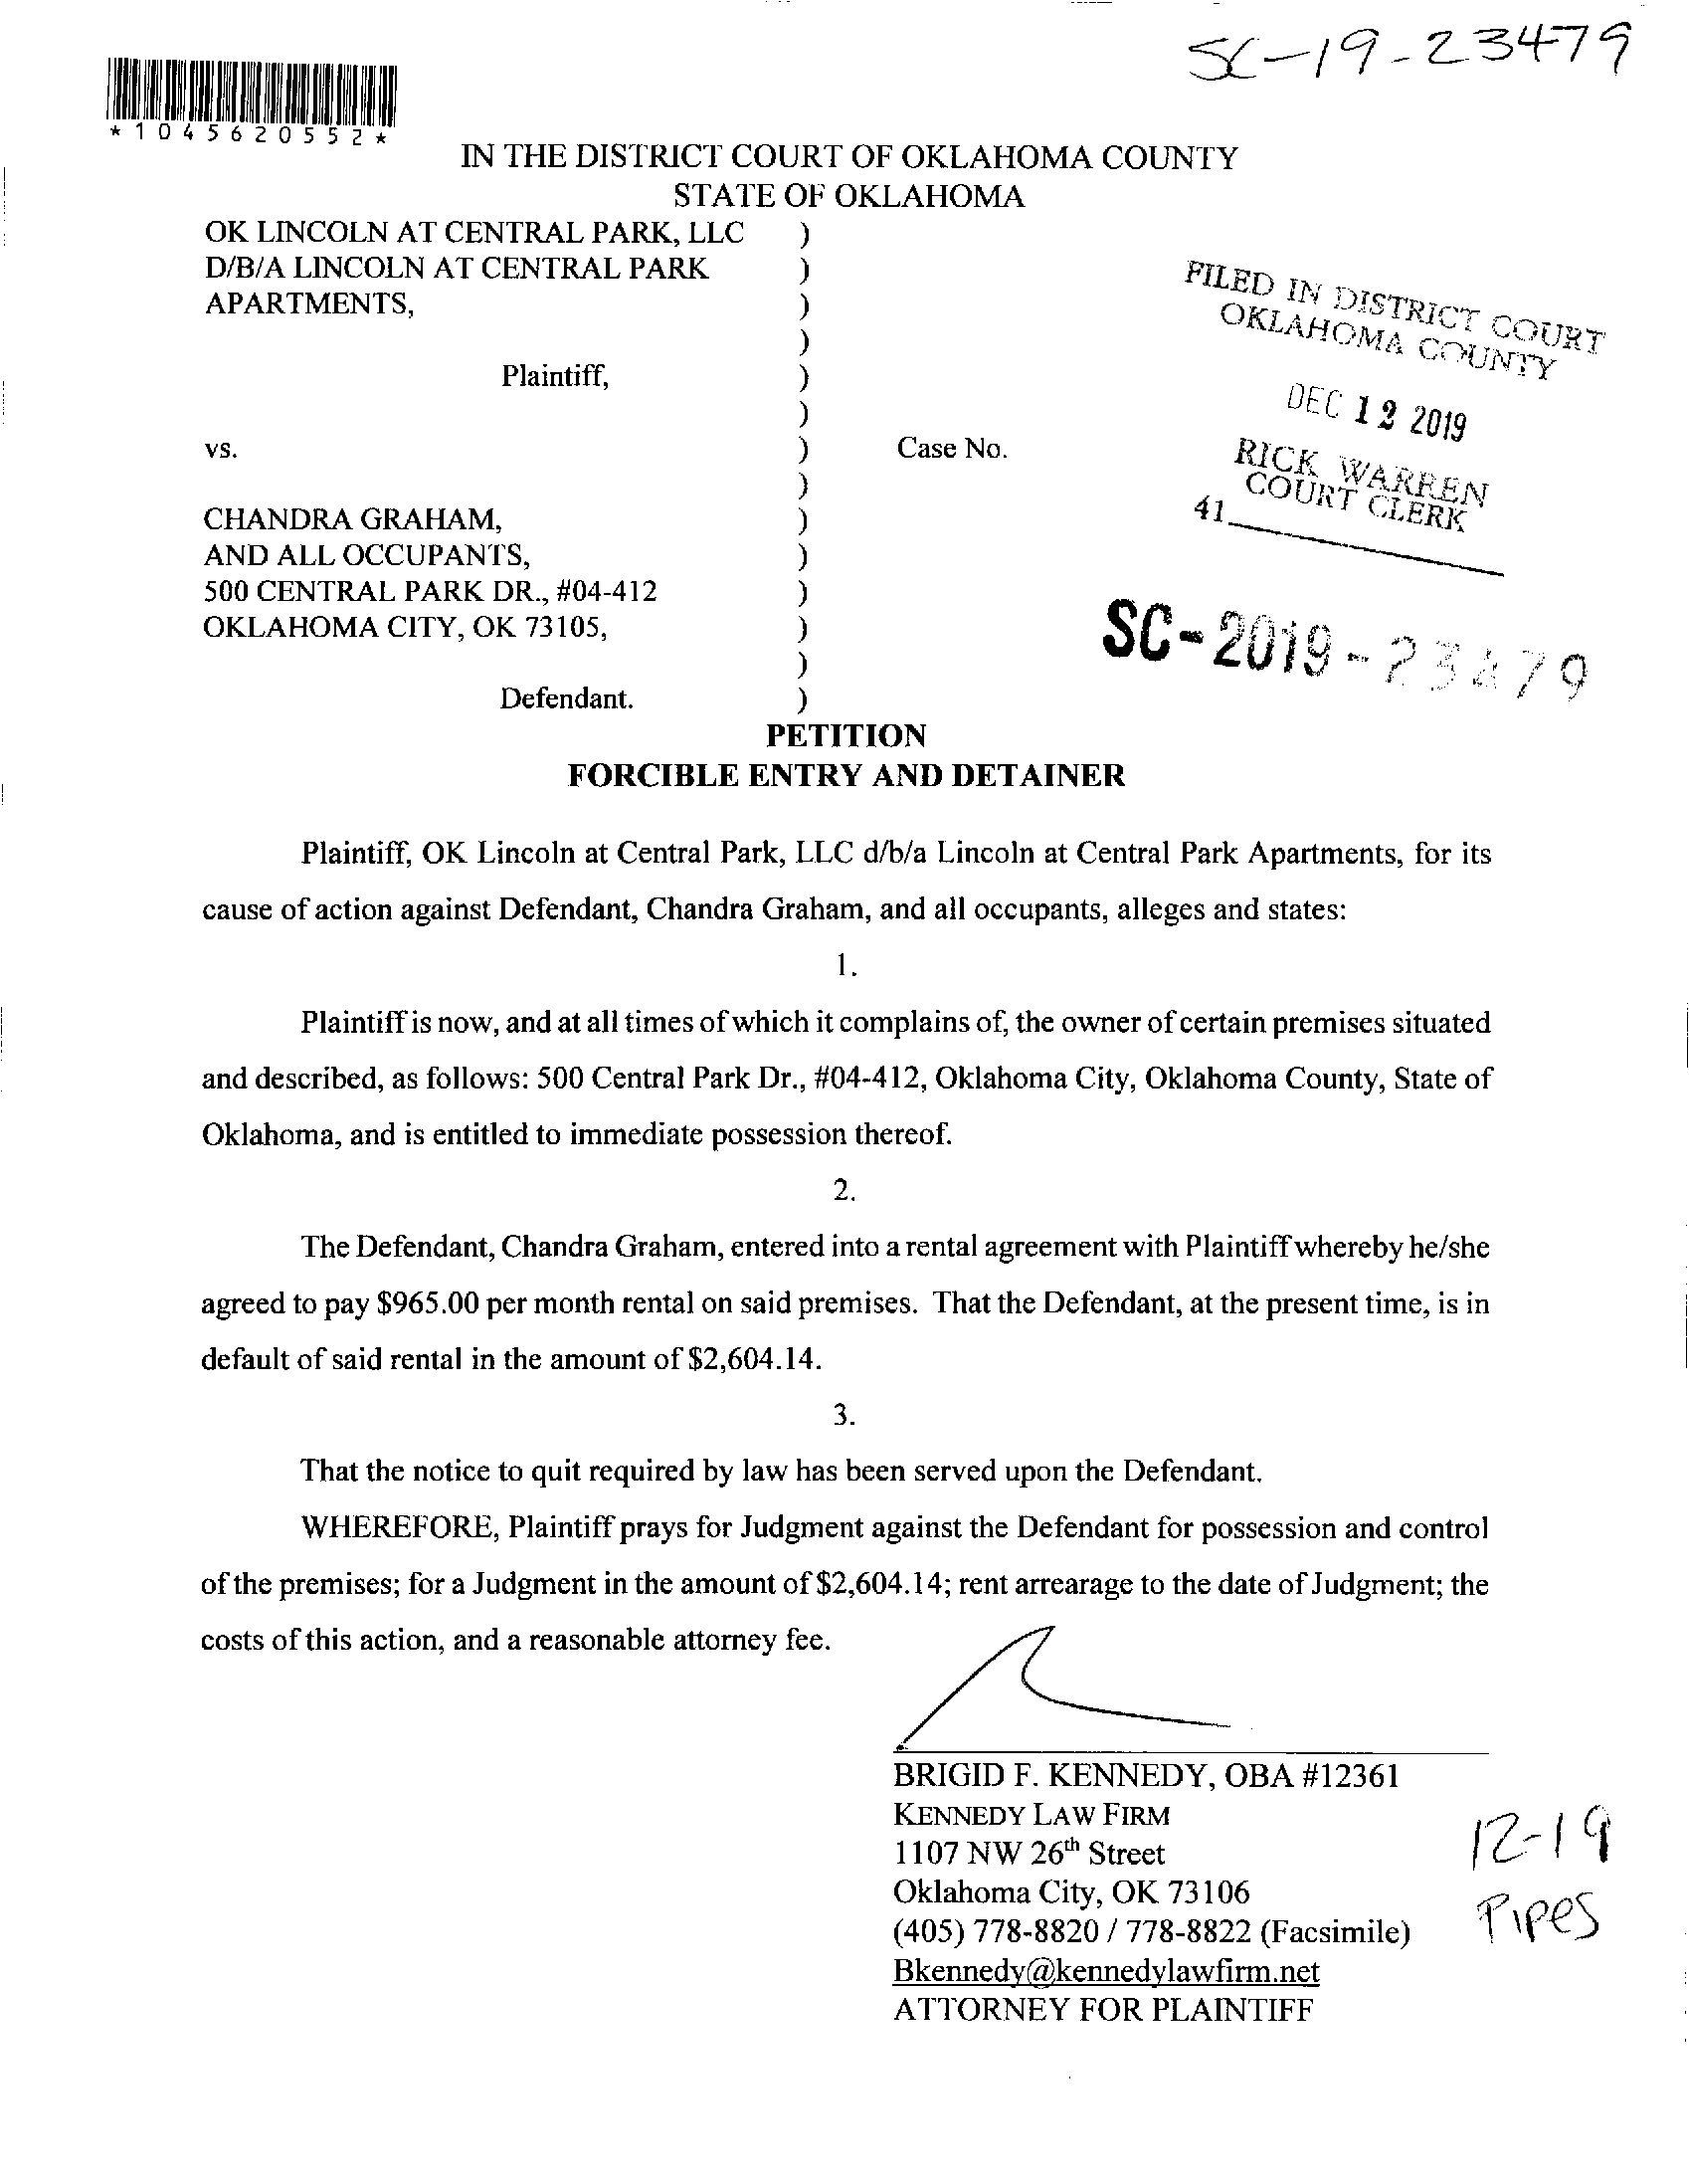 SC-19-23479
*1045620552*
IN THE DISTRICT COURT OF OKLAHOMA COUNTY
STATE OF OKLAHOMA
OK LINCOLN AT CENTRAL PARK, LLC )
D/B/A LINCOLN AT CENTRAL PARK )
APARTMENTS, )
)
Plaintiff, )
)
vs. ) Case No.
)
CHANDRA GRAHAM, )
AND ALL OCCUPANTS, )
500 CENTRAL PARK DR., #04-412 )
OKLAHOMA CITY, OK 73105, )
)
Defendant. )
FILED IN DISTRICT COURT
OKLAHOMA COUNTY
DEC 12 2019
RICK WARREN
COURT CLERK
41
SC-2019-23479
PETITION
FORCIBLE ENTRY AND DETAINER
Plaintiff, OK Lincoln at Central Park, LLC d/b/a Lincoln at Central Park Apartments, for its
cause of action against Defendant, Chandra Graham, and all occupants, alleges and states:
1.
Plaintiff is now, and at all times of which it complains of, the owner of certain premises situated
and described, as follows: 500 Central Park Dr., #04-412, Oklahoma City, Oklahoma County, State of
Oklahoma, and is entitled to immediate possession thereof.
2.
The Defendant, Chandra Graham, entered into a rental agreement with Plaintiff whereby he/she
agreed to pay $965.00 per month rental on said premises. That the Defendant, at the present time, is in
default of said rental in the amount of $2,604.14.
3.
That the notice to quit required by law has been served upon the Defendant.
WHEREFORE, Plaintiff prays for Judgment against the Defendant for possession and control
of the premises; for a Judgment in the amount of $2,604.14; rent arrearage to the date of Judgment; the
costs of this action, and a reasonable attorney fee.
BRIGID F. KENNEDY, OBA #12361
KENNEDY LAW FIRM
1107 NW 26th Street
Oklahoma City, OK 73106
(405) 778-8820 / 778-8822 (Facsimile)
Bkennedy@kennedylawfirm.net
ATTORNEY FOR PLAINTIFF
12-19
Pipes